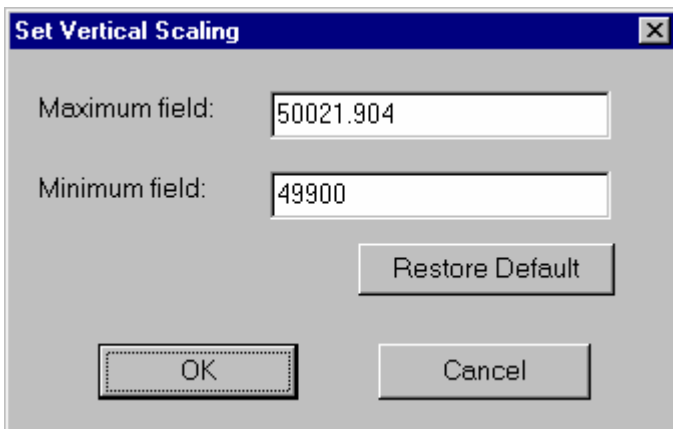 Set Vertical Scaling
Maximum field: 50021.904
Minimum field: 49900
Restore Default
OK Cancel